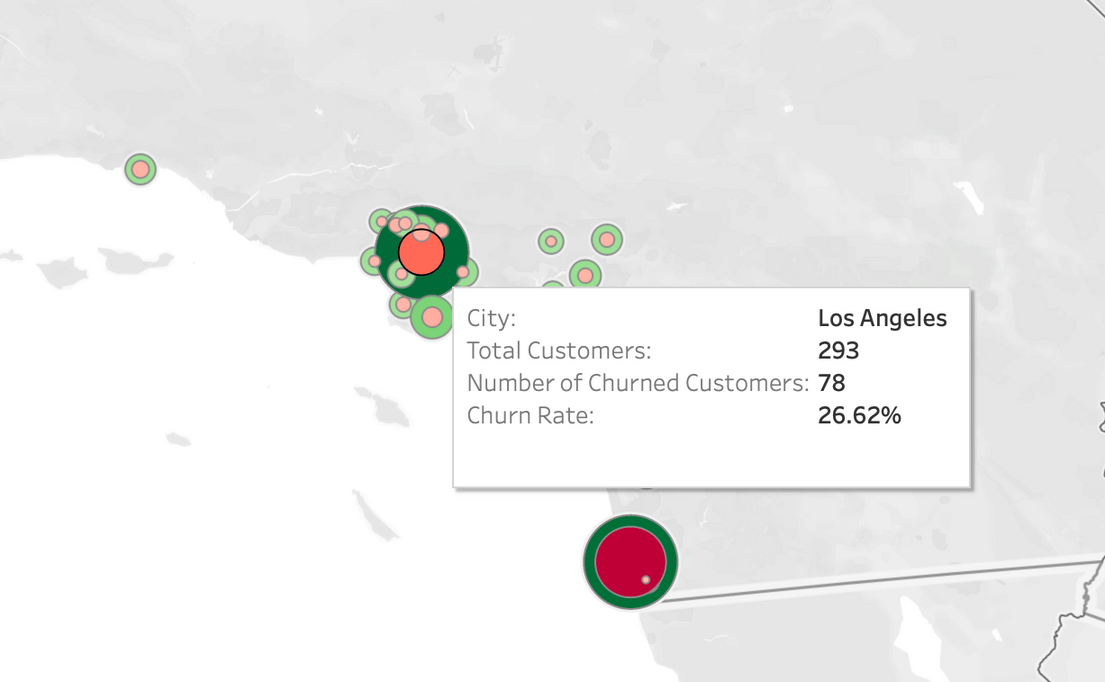 City: Los Angeles
Total Customers: 293
Number of Churned Customers: 78
Churn Rate: 26.62%